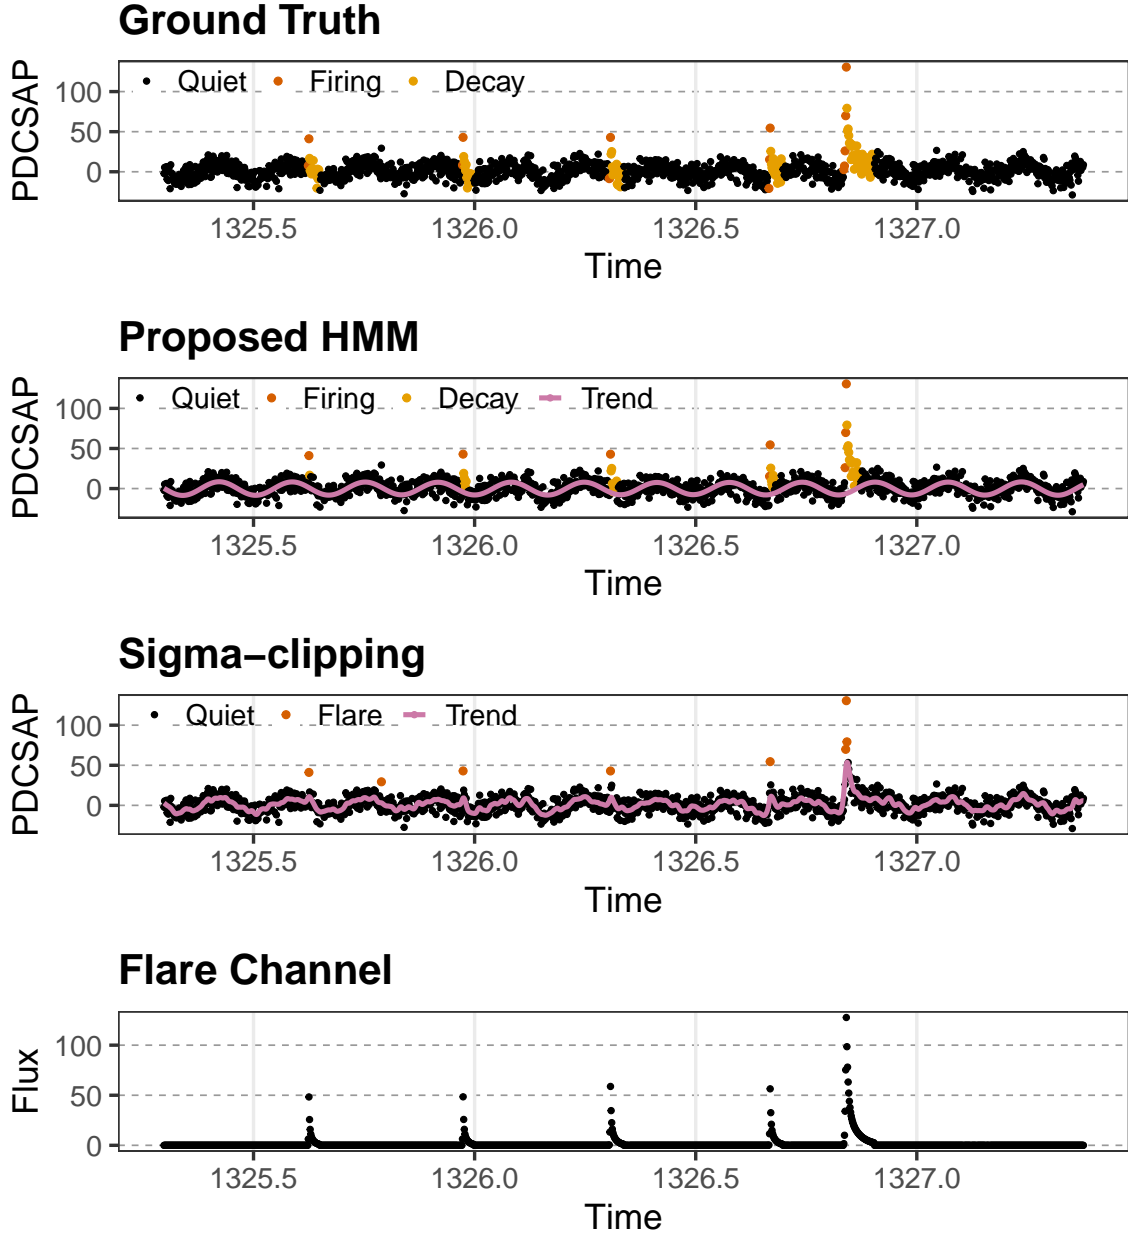 Ground Truth
PDCSAP
Quiet Firing Decay
100
50
0
1325.5 1326.0 1326.5 1327.0
Time
Proposed HMM
PDCSAP
Quiet Firing Decay Trend
100
50
0
1325.5 1326.0 1326.5 1327.0
Time
Sigma−clipping
PDCSAP
Quiet Flare Trend
100
50
0
1325.5 1326.0 1326.5 1327.0
Time
Flare Channel
Flux
100
50
0
1325.5 1326.0 1326.5 1327.0
Time